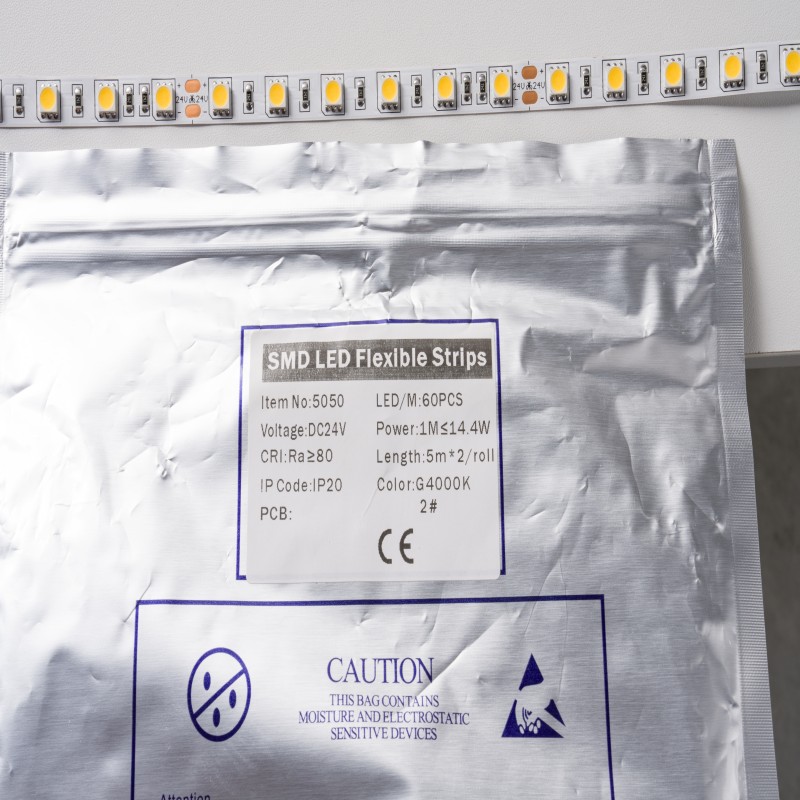 24V 24V
24V 24V
SMD LED Flexible Strips
Item No:5050 LED/M:60PCS
Voltage:DC24V Power:1M≤14.4W
CRI:Ra≥80 Length:5m*2/roll
IP Code:IP20 Color:G4000K
PCB: 2#
CE
CAUTION
THIS BAG CONTAINS
MOISTURE AND ELECTROSTATIC
SENSITIVE DEVICES
Attention